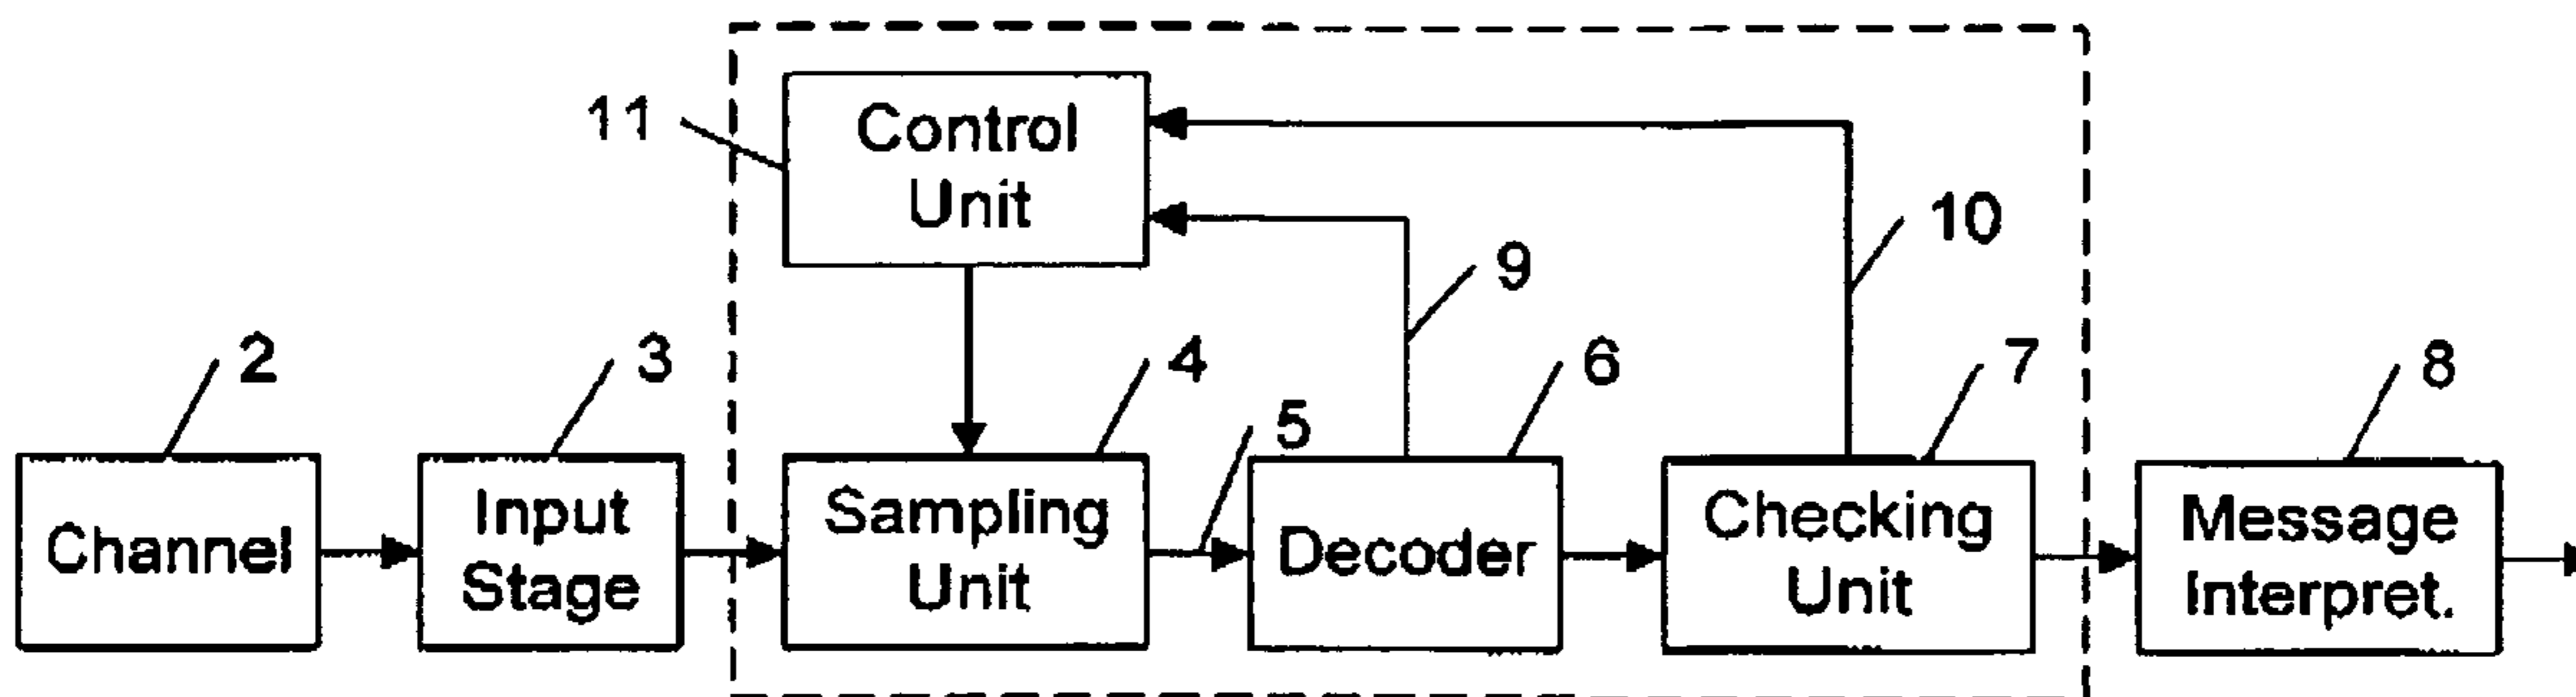 11
Control
Unit
10
9
2
3
4
5
6
7
8
Channel
Input
Stage
Sampling
Unit
Decoder
Checking
Unit
Message
Interpret.